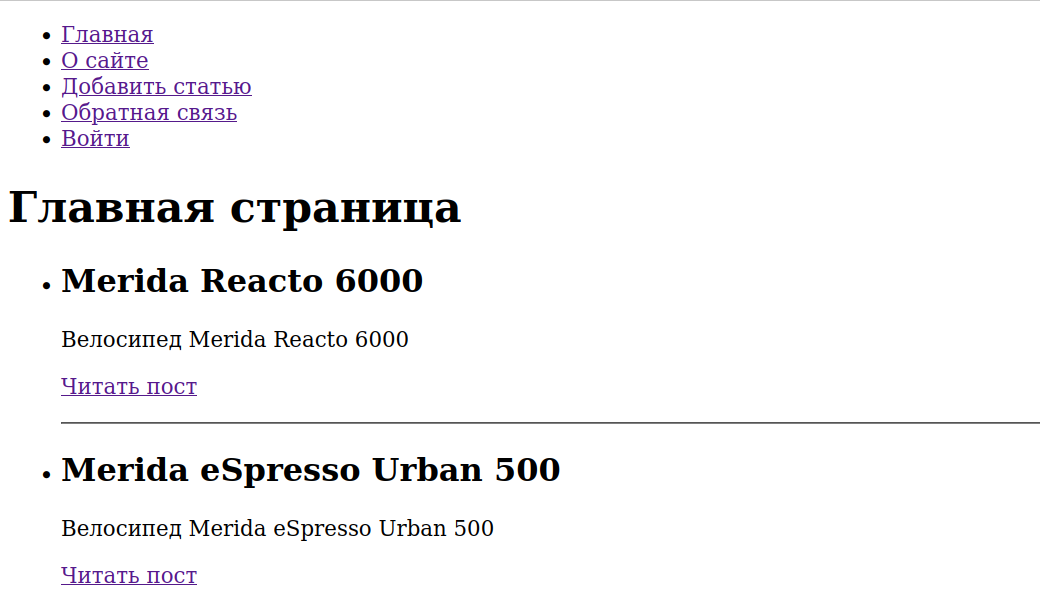 Главная
О сайте
Добавить статью
Обратная связь
Войти
Главная страница
Merida Reacto 6000
Велосипед Merida Reacto 6000
Читать пост
Merida eSpresso Urban 500
Велосипед Merida eSpresso Urban 500
Читать пост